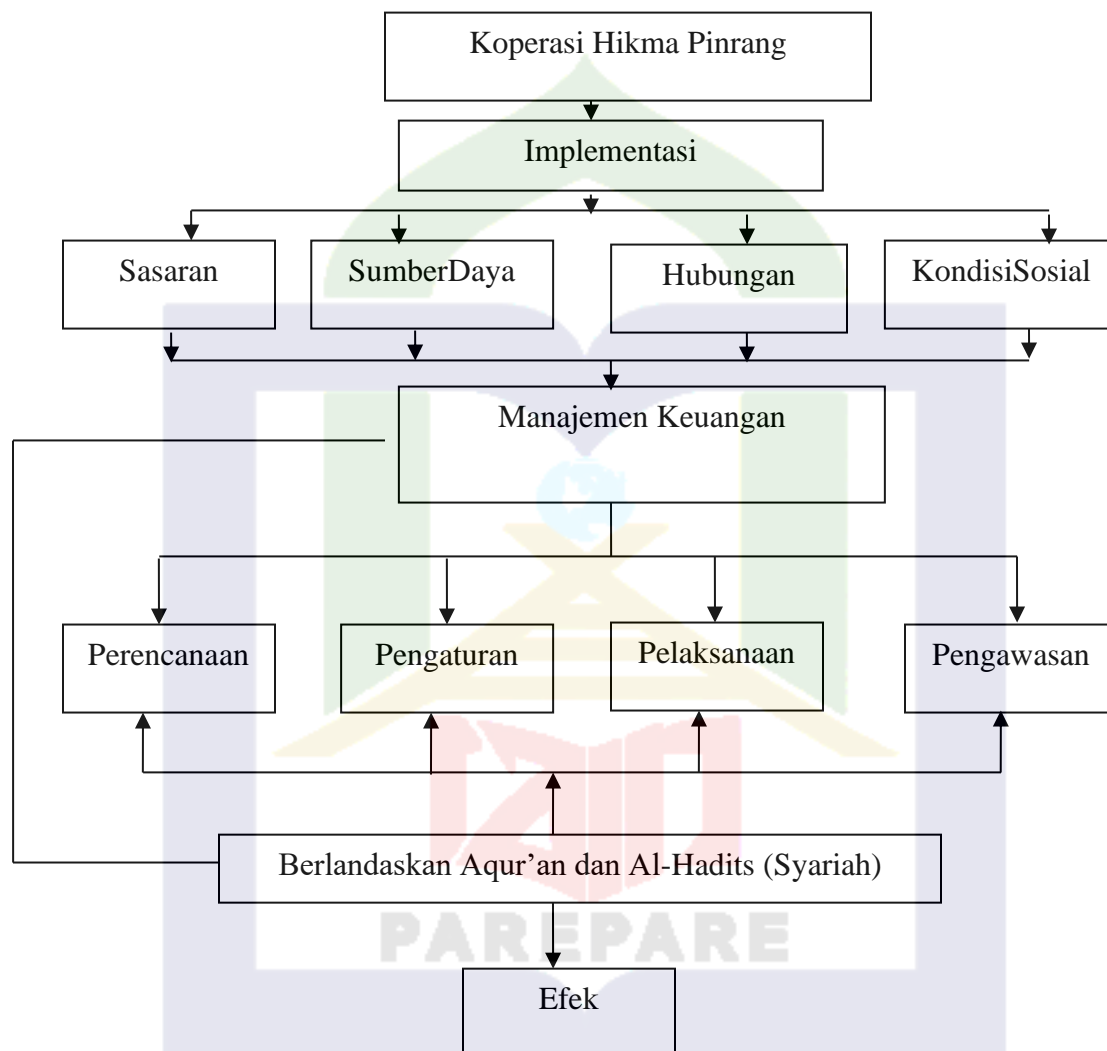 Koperasi Hikma Pinrang
Implementasi
Sasaran
SumberDaya
Hubungan
KondisiSosial
Manajemen Keuangan
Perencanaan
Pengaturan
Pelaksanaan
Pengawasan
Berlandaskan Aqur’an dan Al-Hadits (Syariah)
PAREPARE
Efek